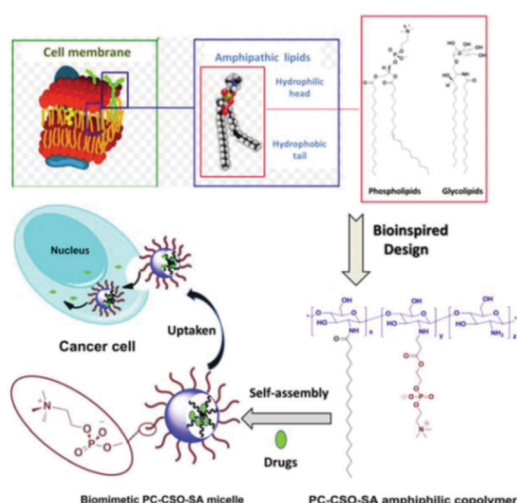 Cell membrane
Amphipathic lipids
Hydrophilic
head
Hydrophobic
tail
Phospholipids
Glycolipids
Bioinspired
Design
Nucleus
Uptaken
Cancer cell
Self-assembly
Drugs
Biomimetic PC-CSO-SA micelle
PC-CSO-SA amphiphilic copolymer